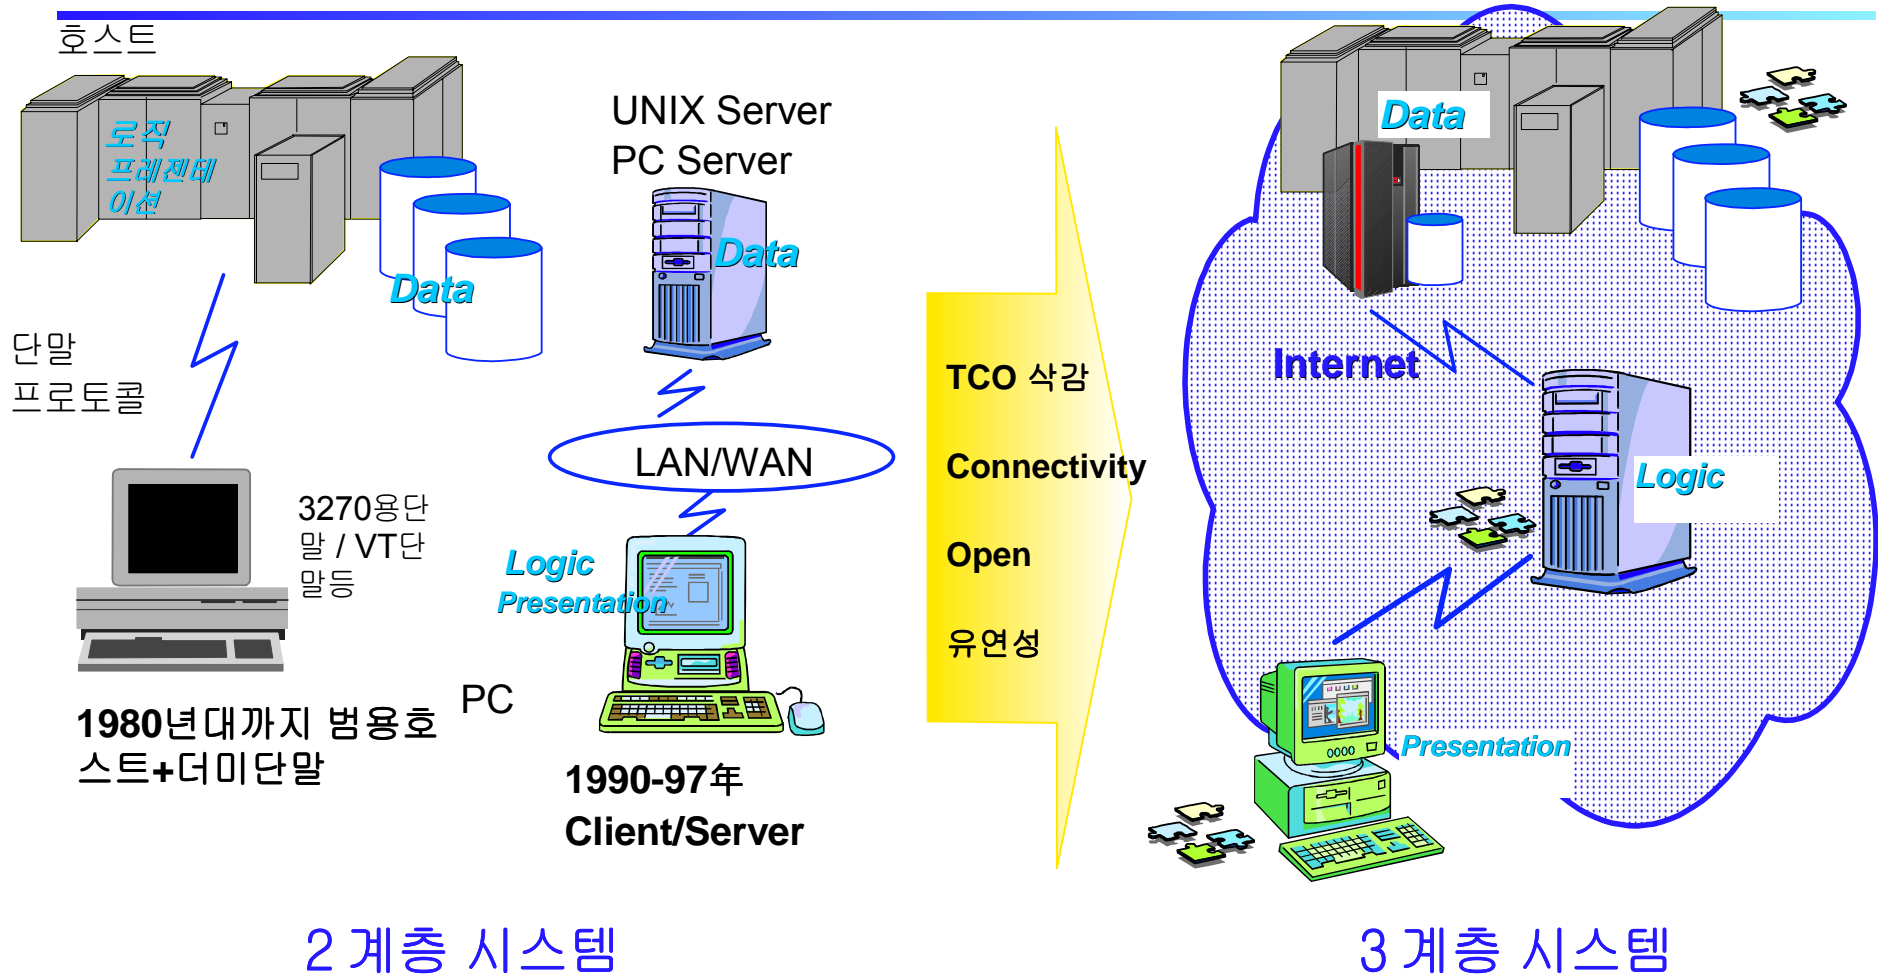 호스트
로직
프레젠테
이션
Data
단말
프로토콜
3270용단
말 / VT단
말등
1980년대까지 범용호
스트+더미단말
UNIX Server
PC Server
Data
LAN/WAN
Logic
Presentation
PC
1990-97年
Client/Server
2 계층 시스템
TCO 삭감
Connectivity
Open
유연성
Data
Internet
Logic
Presentation
3 계층 시스템